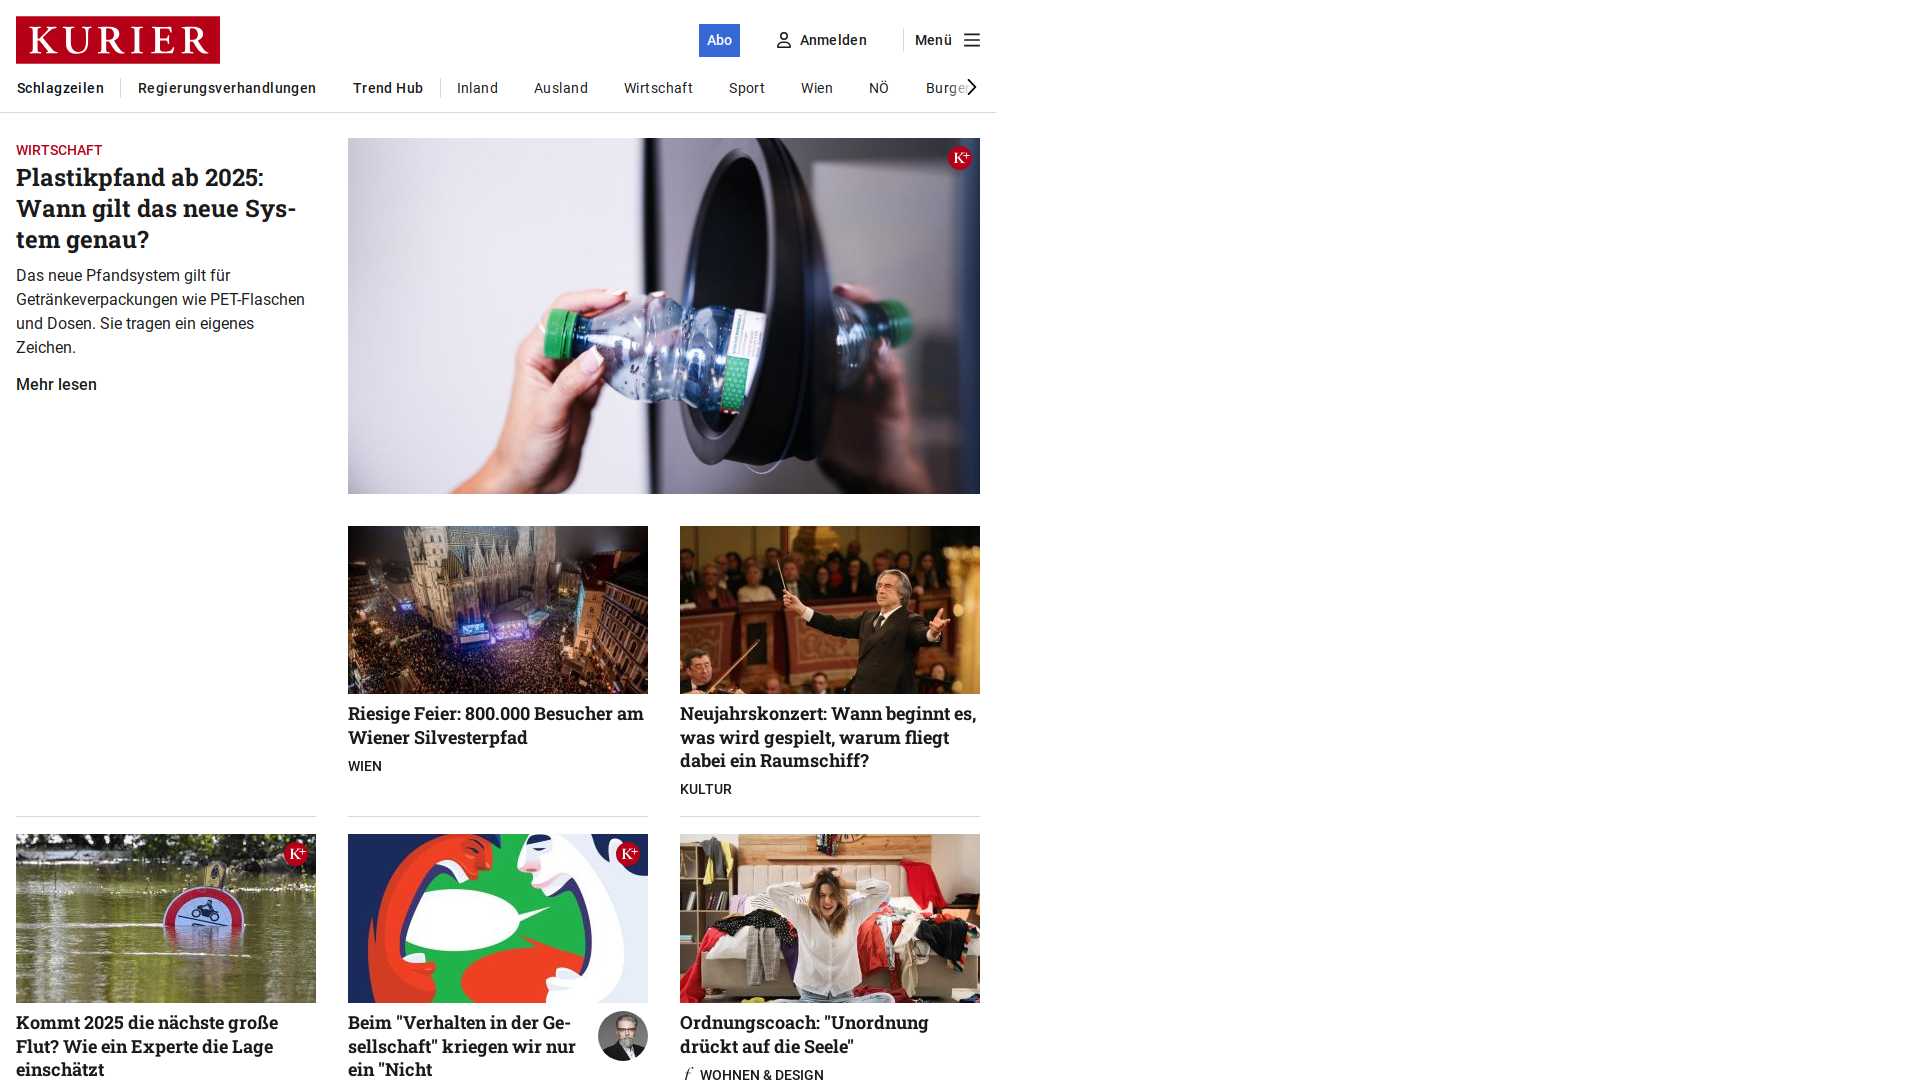 KURIER
Abo
Anmelden
Menü
Schlagzeilen
Regierungsverhandlungen
Trend Hub
Inland
Ausland
Wirtschaft
Sport
Wien
NÖ
WIRTSCHAFT
Plastikpfand ab 2025:
Wann gilt das neue Sys-
tem genau?
Das neue Pfandsystem gilt für
Getränkeverpackungen wie PET-Flaschen
und Dosen. Sie tragen ein eigenes
Zeichen.
Mehr lesen
K+
Riesige Feier: 800.000 Besucher am
Wiener Silvesterpfad
WIEN
Neujahrskonzert: Wann beginnt es,
was wird gespielt, warum fliegt
dabei ein Raumschiff?
KULTUR
K+
Kommt 2025 die nächste große
Flut? Wie ein Experte die Lage
einschätzt
K+
Beim "Verhalten in der Ge-
sellschaft" kriegen wir nur
ein "Nicht
Ordnungscoach: "Unordnung
drückt auf die Seele"
f WOHNEN & DESIGN